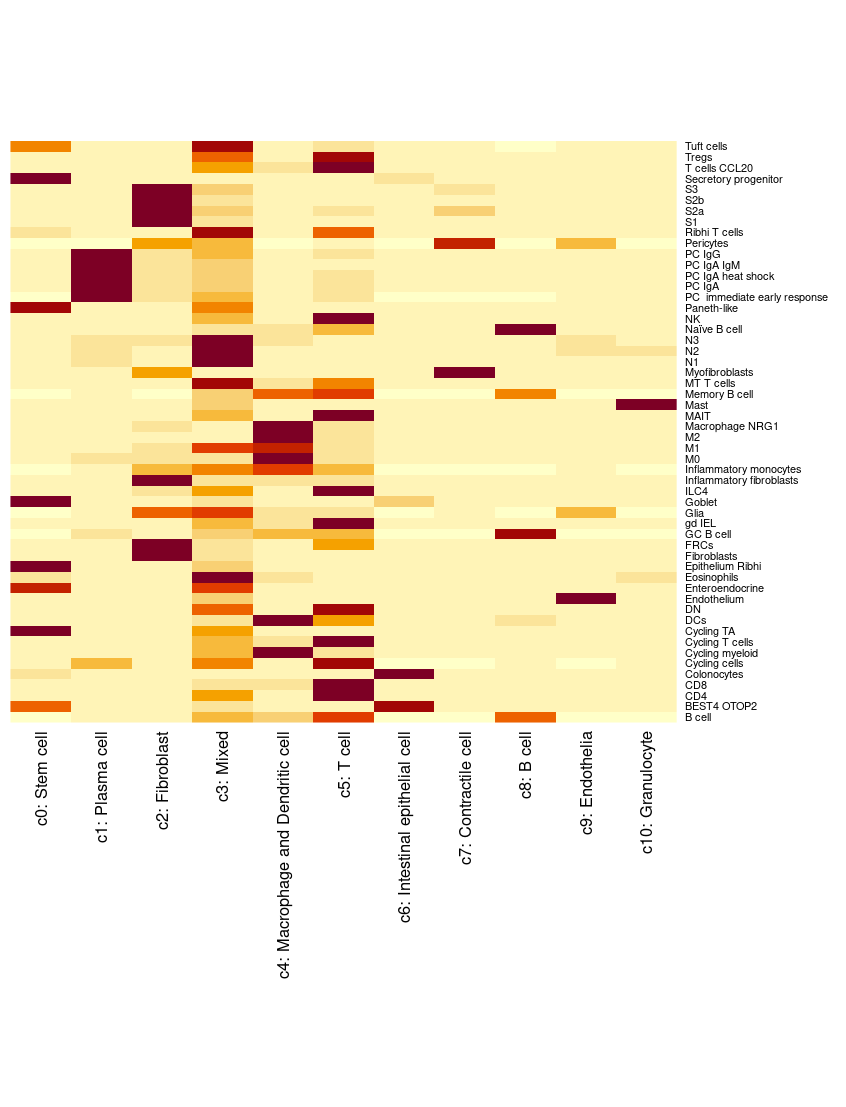 Tuft cells
Tregs
T cells CCL20
Secretory progenitor
S3
S2b
S2a
S1
Ribhi T cells
Pericytes
PC IgG
PC IgA IgM
PC IgA heat shock
PC IgA
PC  immediate early response
Paneth-like
NK
Naïve B cell
N3
N2
N1
Myofibroblasts
MT T cells
Memory B cell
Mast
MAIT
Macrophage NRG1
M2
M1
M0
Inflammatory monocytes
Inflammatory fibroblasts
ILC4
Goblet
Glia
gd IEL
GC B cell
FRCs
Fibroblasts
Epithelium Ribhi
Eosinophils
Enteroendocrine
Endothelium
DN
DCs
Cycling TA
Cycling T cells
Cycling myeloid
Cycling cells
Colonocytes
CD8
CD4
BEST4 OTOP2
B cell
c0: Stem cell
c1: Plasma cell
c2: Fibroblast
c3: Mixed
c4: Macrophage and Dendritic cell
c5: T cell
c6: Intestinal epithelial cell
c7: Contractile cell
c8: B cell
c9: Endothelia
c10: Granulocyte